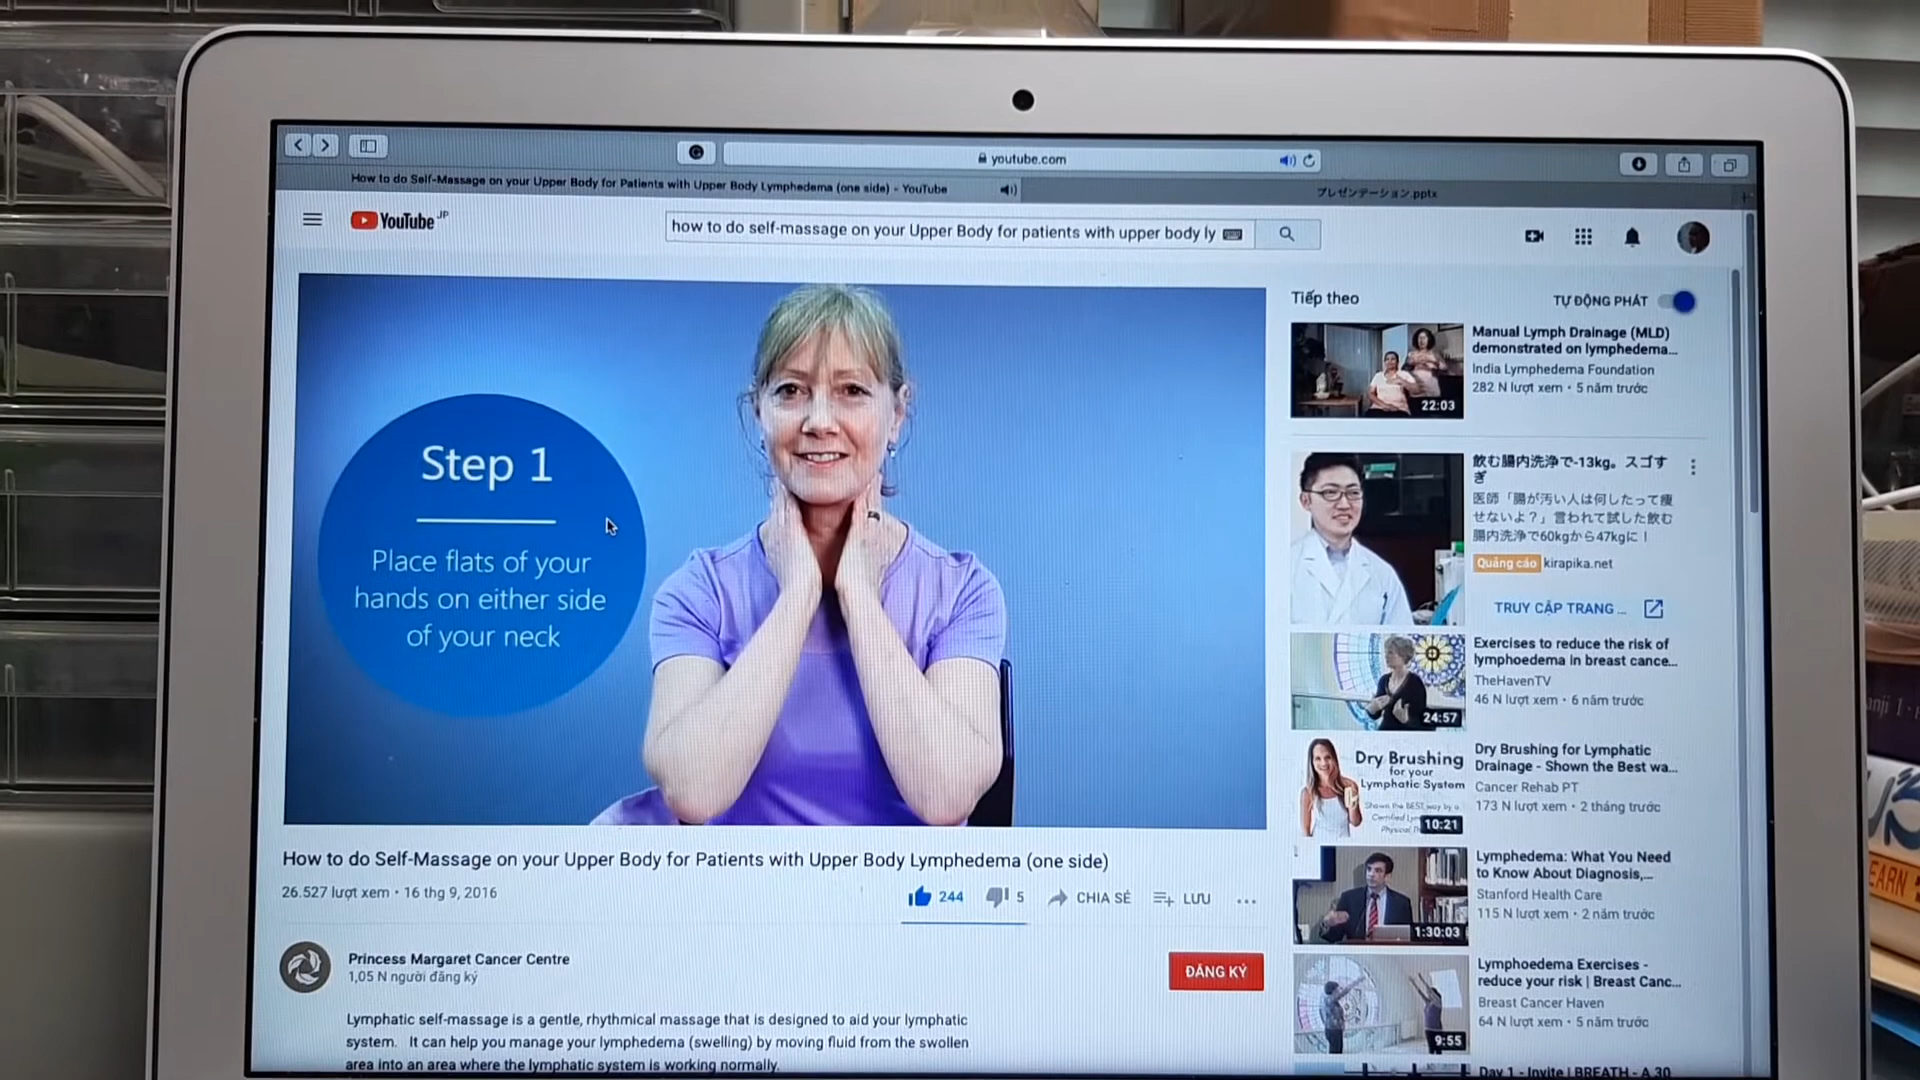 youtube.com
How to do Self-Massage on your Upper Body for Patients with Upper Body Lymphedema (one side) - YouTube
プレゼンテーション.pptx
YouTube JP
how to do self-massage on your Upper Body for patients with upper body ly
Step 1
Place flats of your
hands on either side
of your neck
How to do Self-Massage on your Upper Body for Patients with Upper Body Lymphedema (one side)
26.527 lượt xem • 16 thg 9, 2016
244
5
CHIA SẺ
LƯU
Princess Margaret Cancer Centre
1,05 N người đăng ký
ĐĂNG KÝ
Lymphatic self-massage is a gentle, rhythmical massage that is designed to aid your lymphatic
system. It can help you manage your lymphedema (swelling) by moving fluid from the swollen
area into an area where the lymphatic system is working normally.
Tiếp theo
TỰ ĐỘNG PHÁT
22:03
Manual Lymph Drainage (MLD)
demonstrated on lymphedema...
India Lymphedema Foundation
282 N lượt xem • 5 năm trước
飲む腸内洗浄で-13kg。スゴす
ぎ
医師「腸が汚い人は何したって痩
せないよ？」言われて試した飲む
腸内洗浄で60kgから47kgに！
Quảng cáo kirapika.net
TRUY CẬP TRANG ...
24:57
Exercises to reduce the risk of
lymphoedema in breast cance...
TheHavenTV
46 N lượt xem • 6 năm trước
Dry Brushing
for your
Lymphatic System
10:21
Dry Brushing for Lymphatic
Drainage - Shown the Best wa...
Cancer Rehab PT
173 N lượt xem • 2 tháng trước
1:30:03
Lymphedema: What You Need
to Know About Diagnosis,...
Stanford Health Care
115 N lượt xem • 2 năm trước
9:55
Lymphoedema Exercises -
reduce your risk | Breast Canc...
Breast Cancer Haven
64 N lượt xem • 5 năm trước
Day 1 - Invite | BREATH - A 30